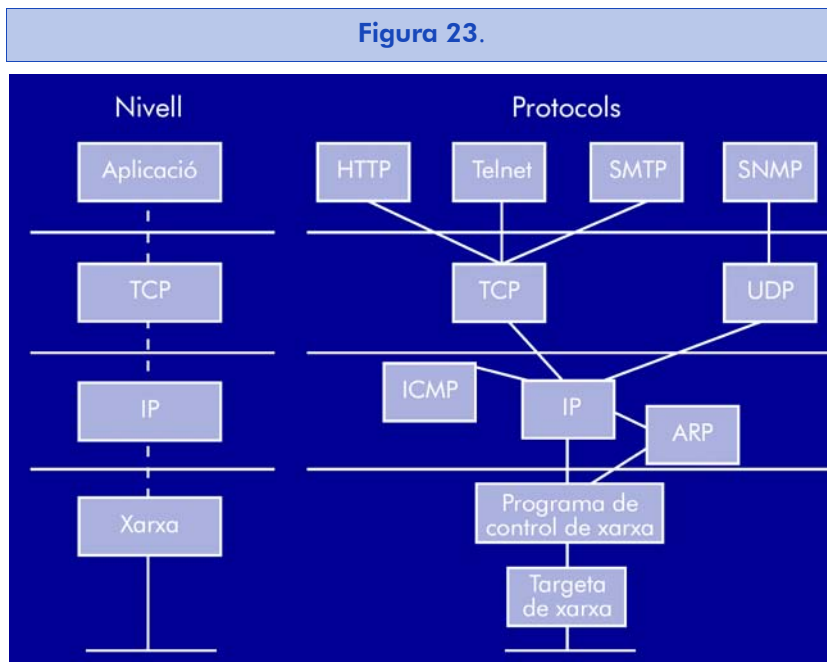 Figura 23.
Nivell
Protocols
Aplicació
HTTP
Telnet
SMTP
SNMP
TCP
TCP
UDP
IP
ICMP
IP
ARP
Xarxa
Programa de
control de xarxa
Targeta
de xarxa